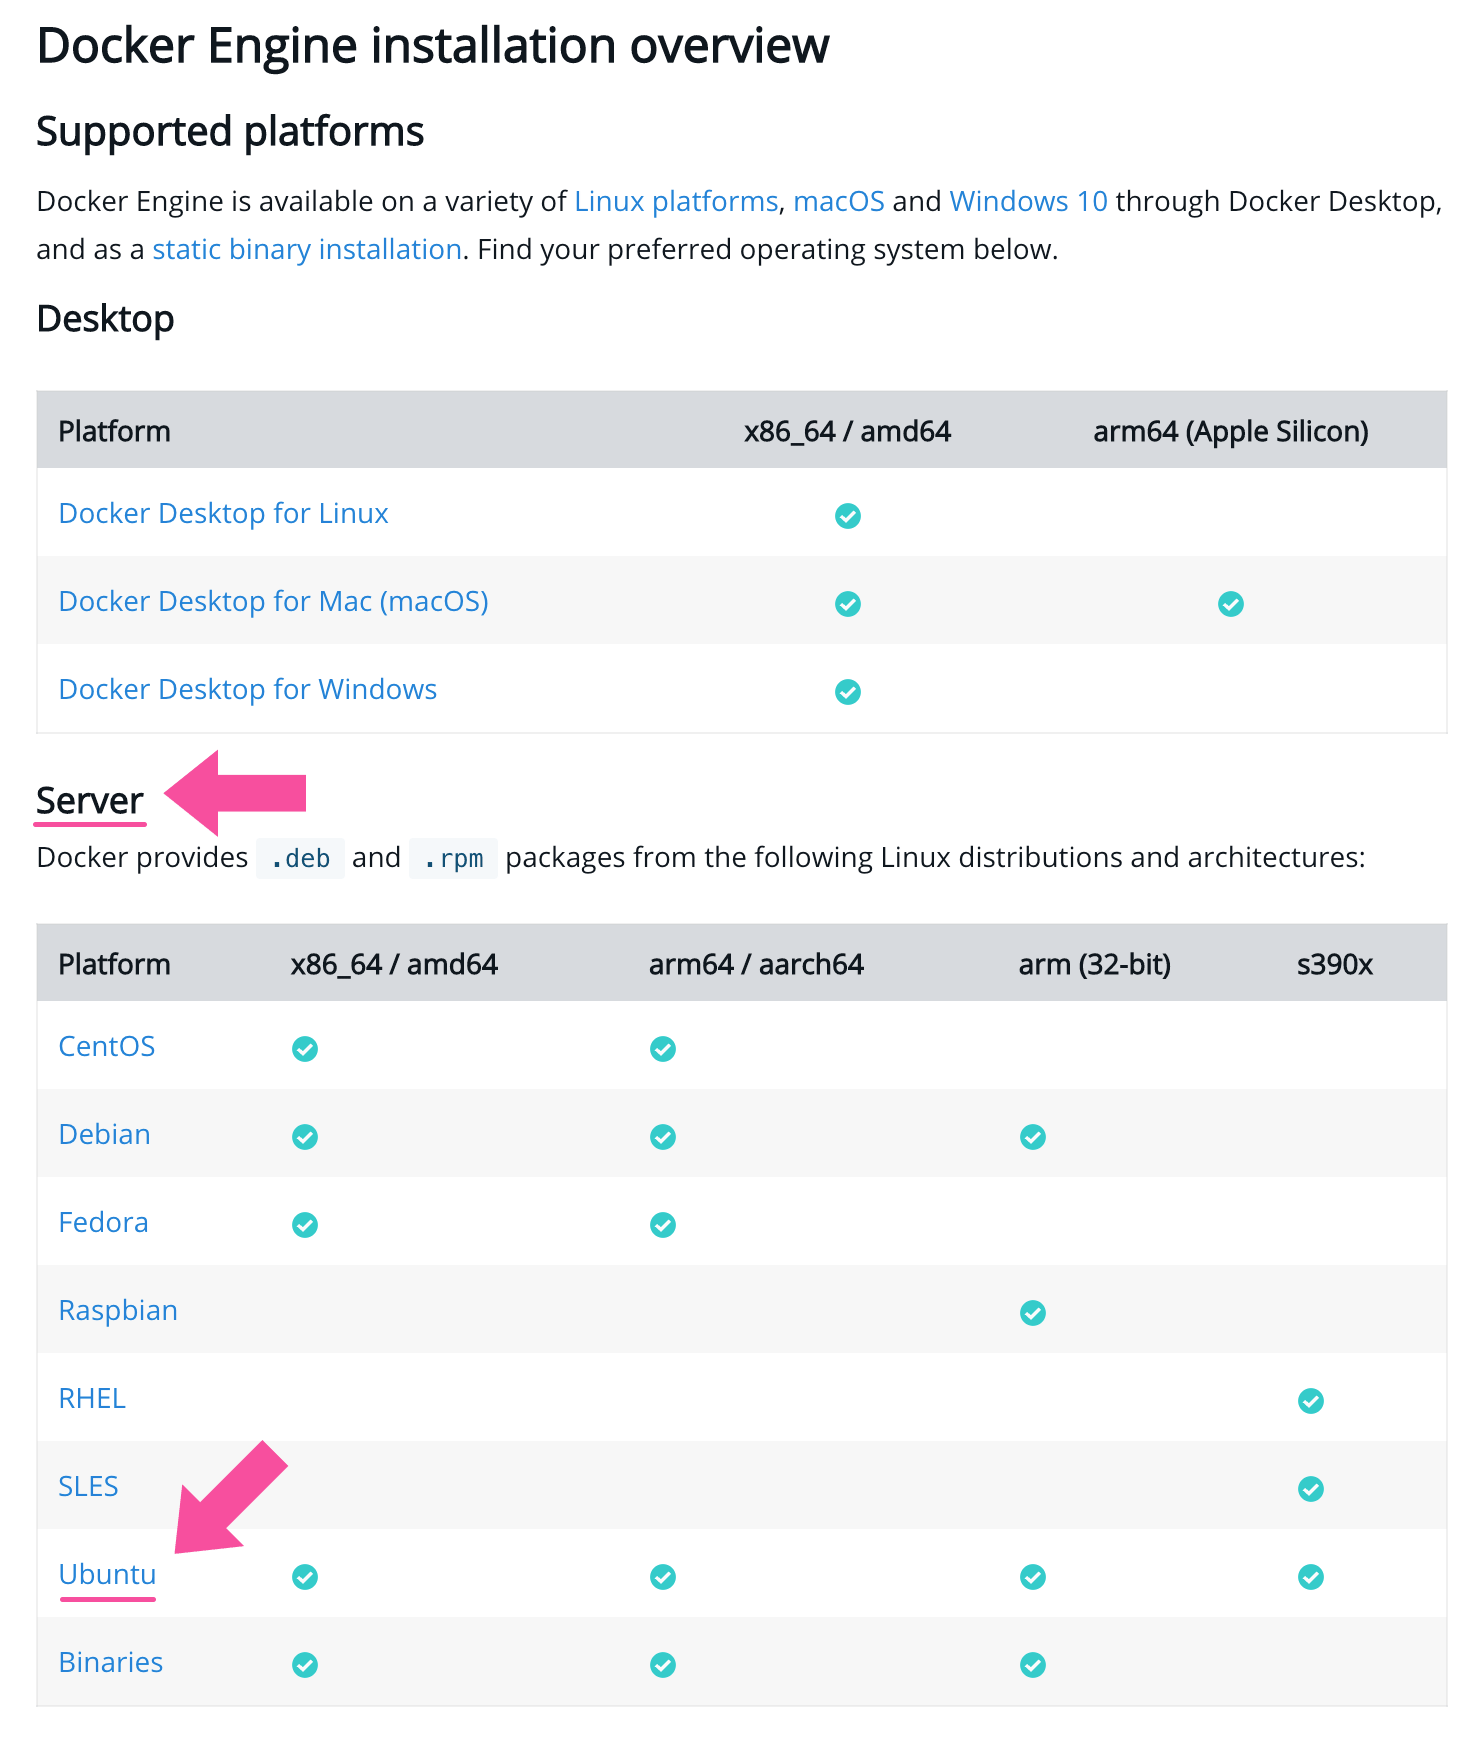 Docker Engine installation overview
Supported platforms
Docker Engine is available on a variety of Linux platforms, macOS and Windows 10 through Docker Desktop,
and as a static binary installation. Find your preferred operating system below.
Desktop
Platform x86_64 / amd64 arm64 (Apple Silicon)
Docker Desktop for Linux
Docker Desktop for Mac (macOS)
Docker Desktop for Windows
Server
Docker provides .deb and .rpm packages from the following Linux distributions and architectures:
Platform x86_64 / amd64 arm64 / aarch64 arm (32-bit) s390x
CentOS
Debian
Fedora
Raspbian
RHEL
SLES
Ubuntu
Binaries